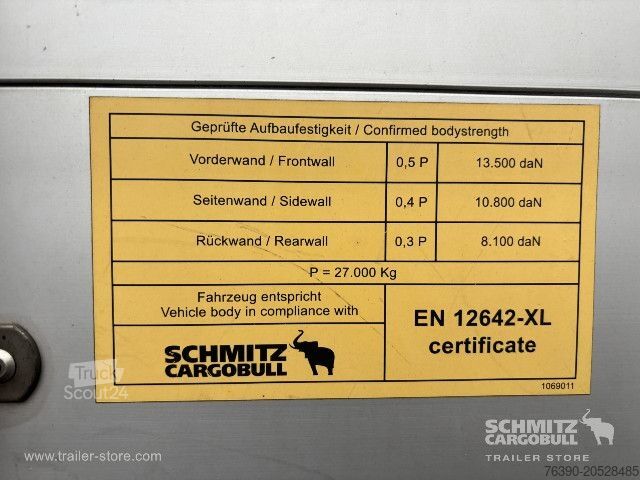 Geprüfte Aufbaufestigkeit / Confirmed bodystrength
Vorderwand / Frontwall 0,5 P 13.500 daN
Seitenwand / Sidewall 0,4 P 10.800 daN
Rückwand / Rearwall 0,3 P 8.100 daN
P = 27.000 Kg
Fahrzeug entspricht
Vehicle body in compliance with
SCHMITZ
CARGOBULL
EN 12642-XL
certificate
1069011
Truck
Scout24
www.trailer-store.com
SCHMITZ
CARGOBULL
TRAILER STORE
76390-20528485